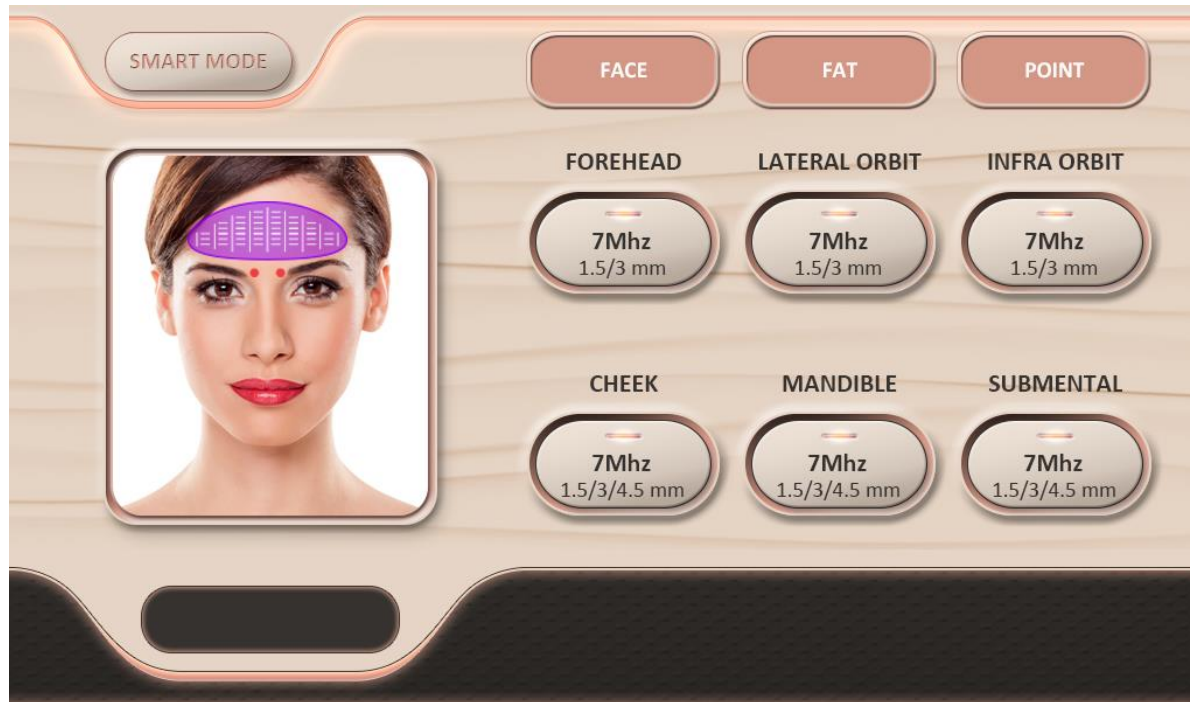 SMART MODE
FACE
FAT
POINT
FOREHEAD
LATERAL ORBIT
INFRA ORBIT
7Mhz
1.5/3 mm
7Mhz
1.5/3 mm
7Mhz
1.5/3 mm
CHEEK
MANDIBLE
SUBMENTAL
7Mhz
1.5/3/4.5 mm
7Mhz
1.5/3/4.5 mm
7Mhz
1.5/3/4.5 mm